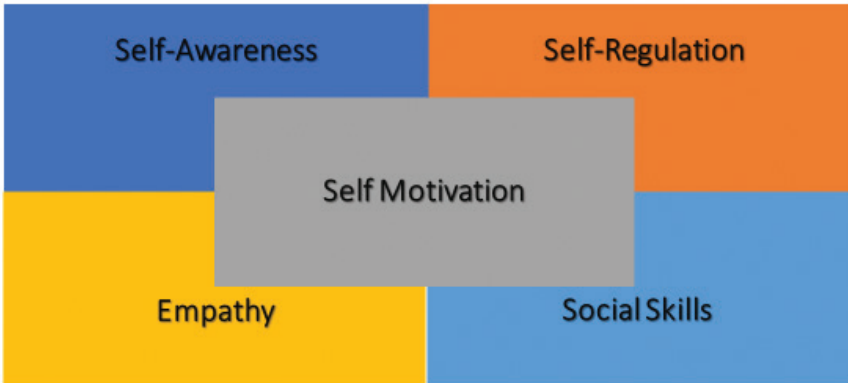 Self-Awareness
Self-Regulation
Self Motivation
Empathy
Social Skills